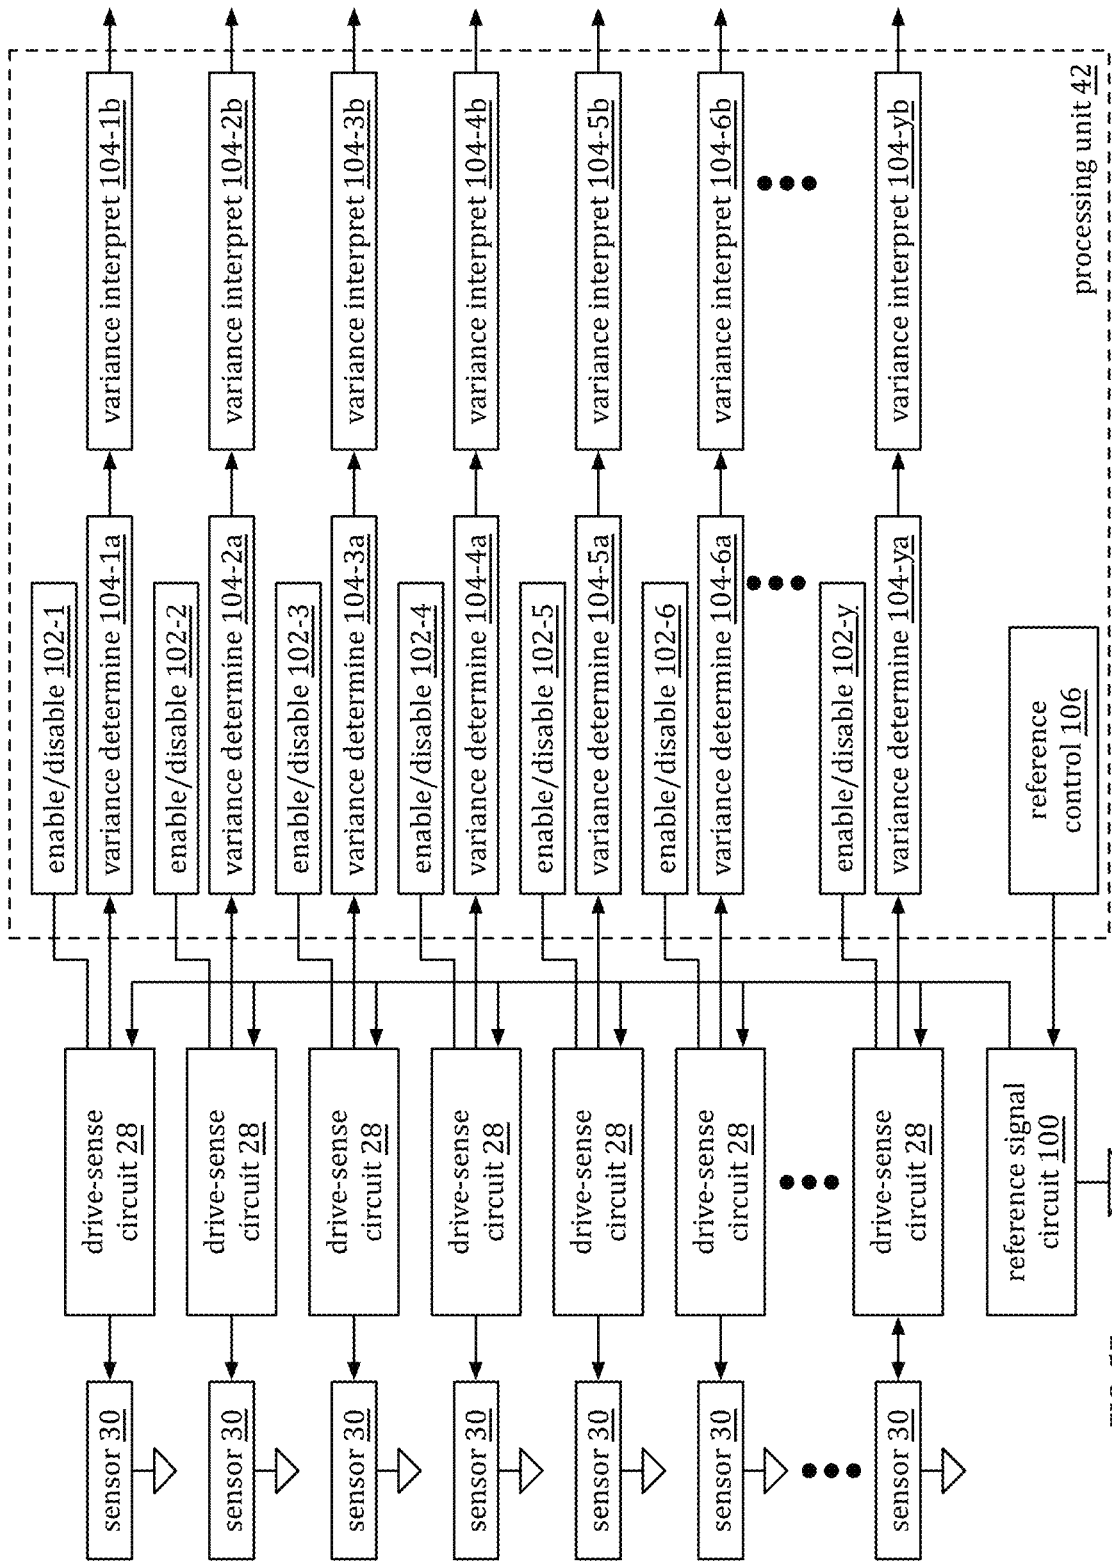 sensor 30
drive-sense
circuit 28
enable/disable 102-1
variance determine 104-1a
variance interpret 104-1b
sensor 30
drive-sense
circuit 28
enable/disable 102-2
variance determine 104-2a
variance interpret 104-2b
sensor 30
drive-sense
circuit 28
enable/disable 102-3
variance determine 104-3a
variance interpret 104-3b
sensor 30
drive-sense
circuit 28
enable/disable 102-4
variance determine 104-4a
variance interpret 104-4b
sensor 30
drive-sense
circuit 28
enable/disable 102-5
variance determine 104-5a
variance interpret 104-5b
sensor 30
drive-sense
circuit 28
enable/disable 102-6
variance determine 104-6a
variance interpret 104-6b
sensor 30
drive-sense
circuit 28
enable/disable 102-y
variance determine 104-ya
variance interpret 104-yb
reference signal
circuit 100
reference
control 106
processing unit 42